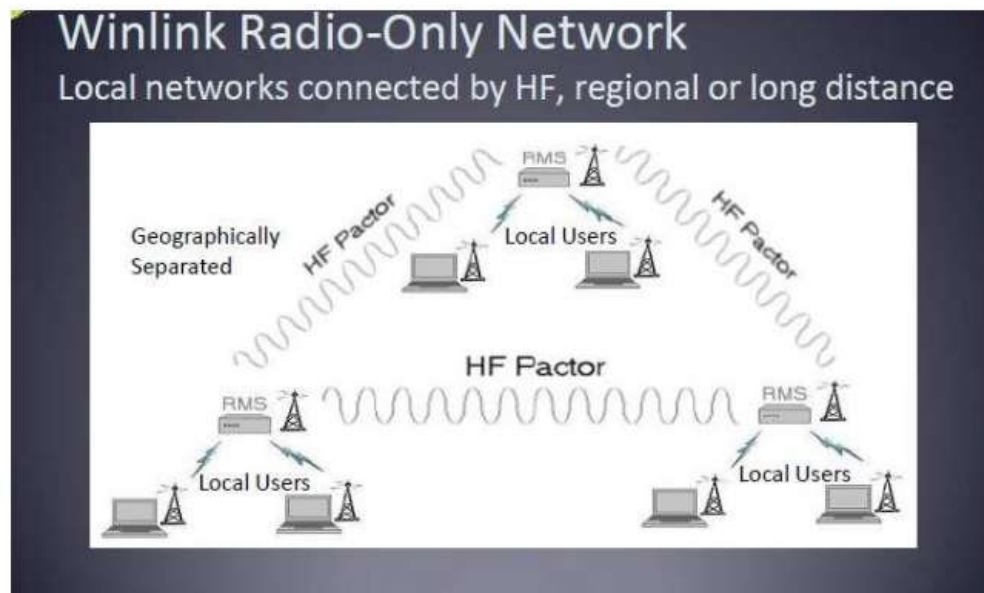 Winlink Radio-Only Network
Local networks connected by HF, regional or long distance
RMS
HF Pactor
HF Pactor
Geographically
Separated
Local Users
HF Pactor
RMS
RMS
Local Users
Local Users